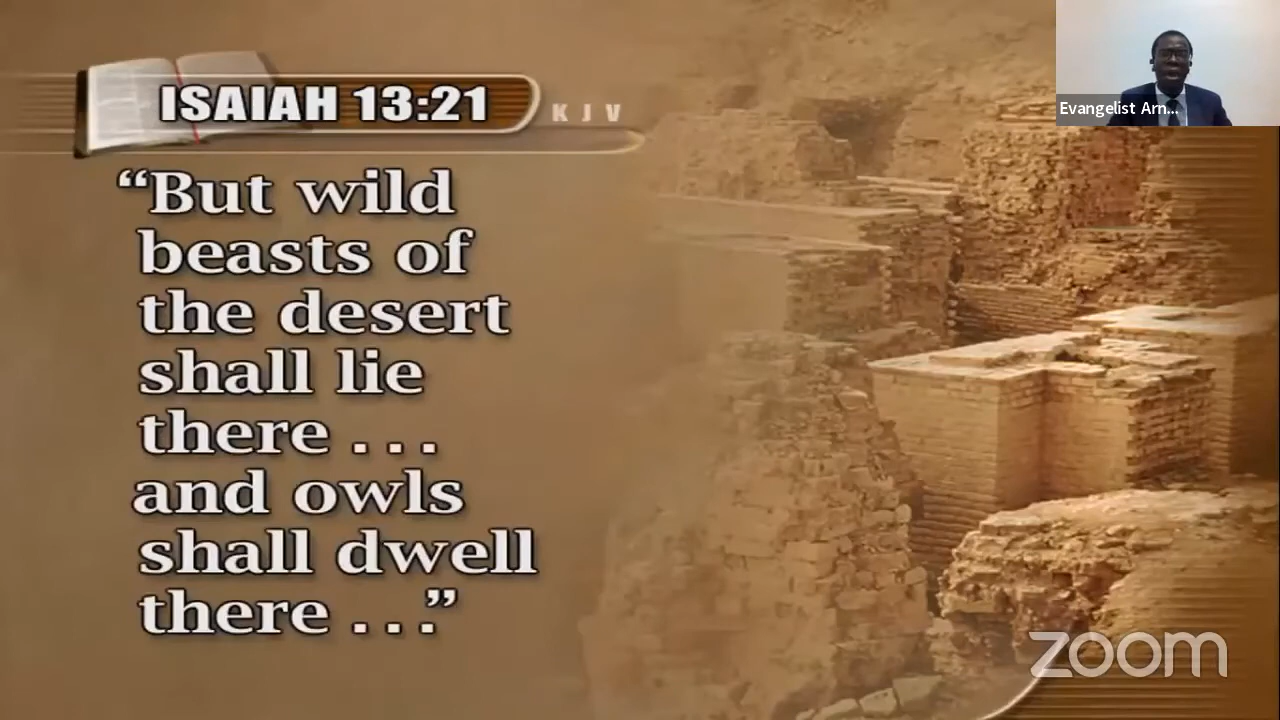 ISAIAH 13:21
KJV
“But wild
beasts of
the desert
shall lie
there . . .
and owls
shall dwell
there . . .”
Evangelist Arn...
zoom